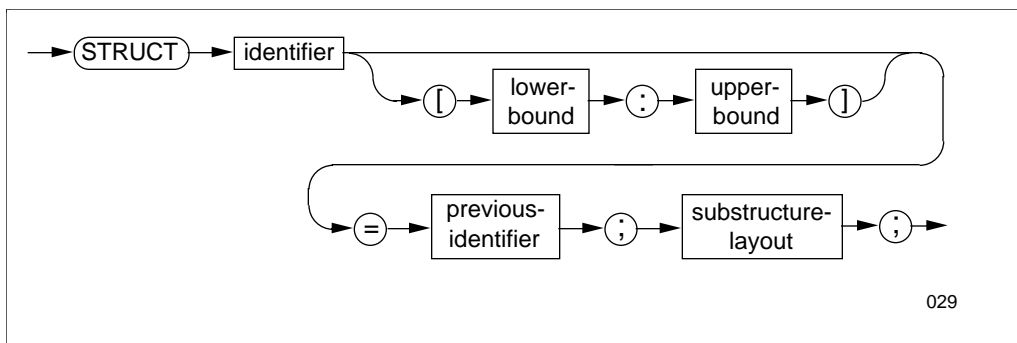 STRUCT identifier
[ lower-bound : upper-bound ]
= previous-identifier ; substructure-layout ;
029